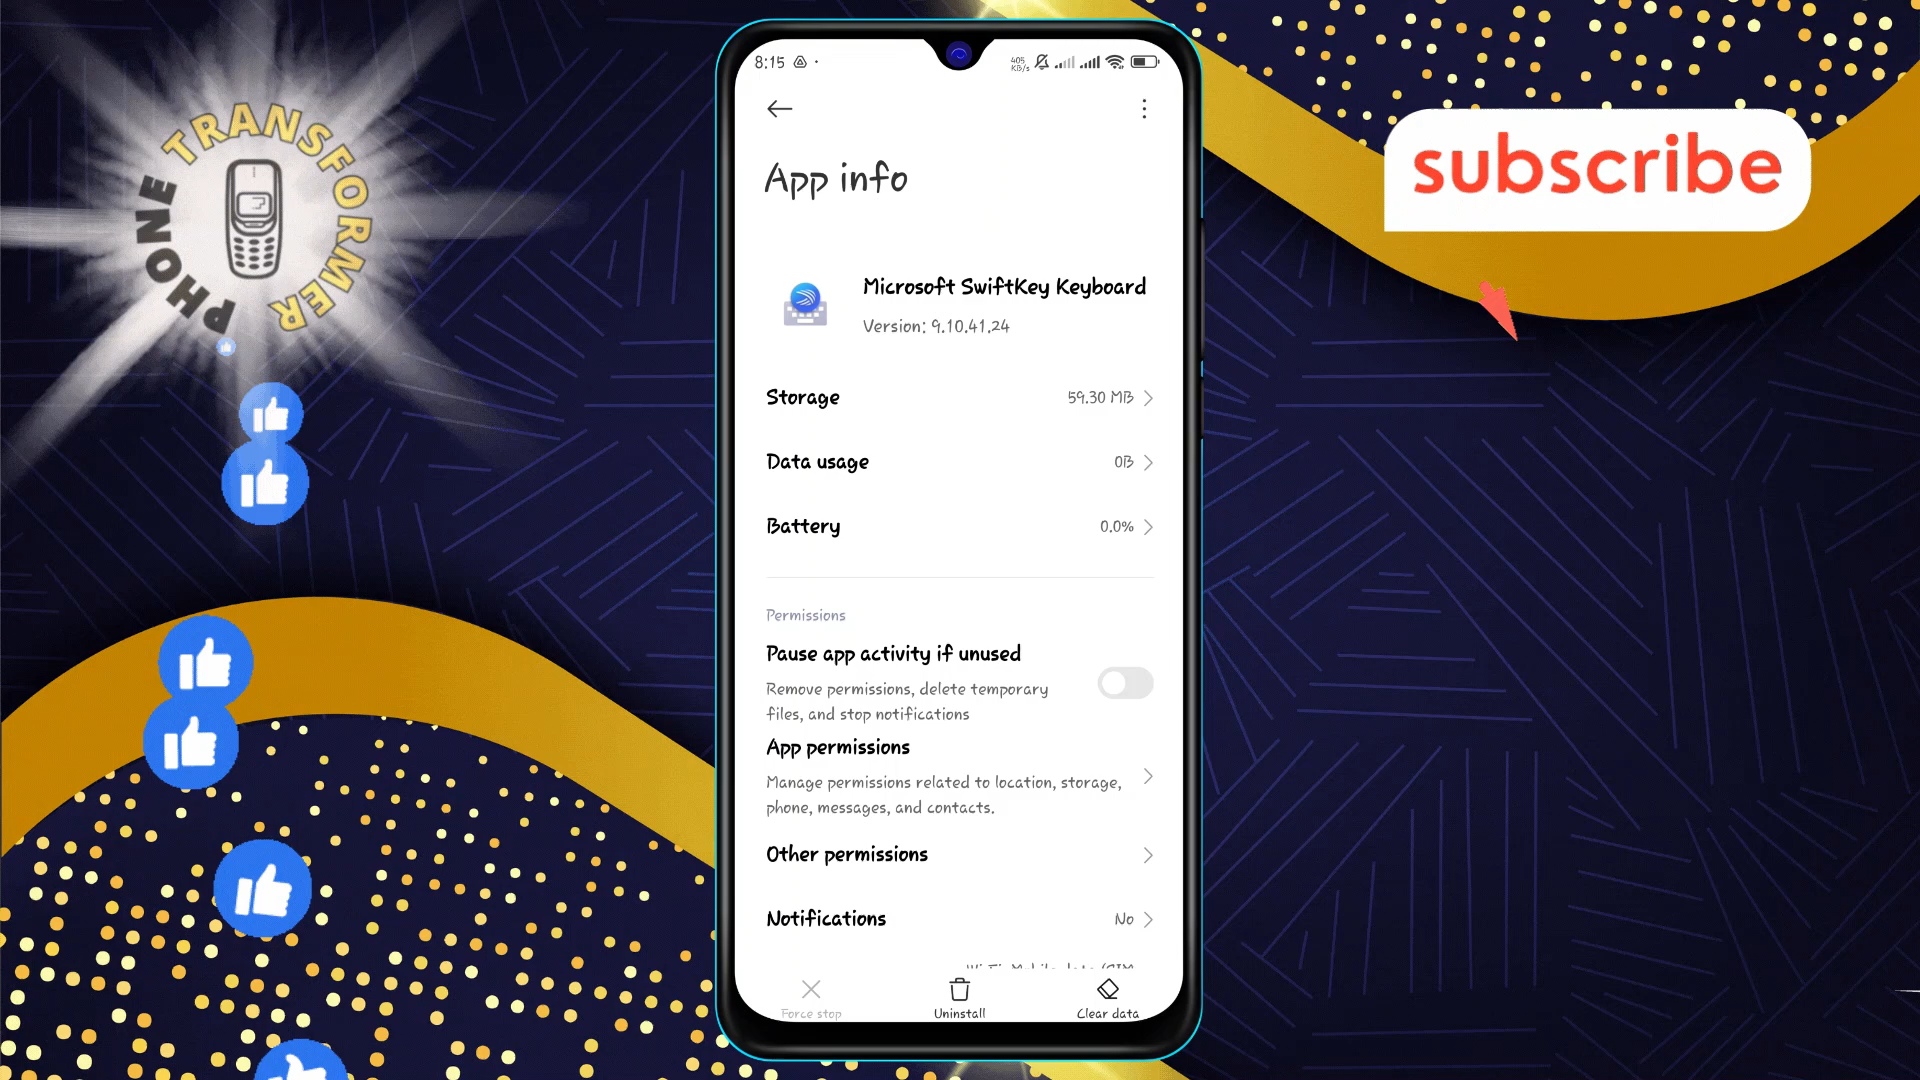 PHONE TRANSFORMER
subscribe
8:15
405
KB/s
App info
Microsoft SwiftKey Keyboard
Version: 9.10.41.24
Storage 59.30 MB
Data usage 0B
Battery 0.0%
Permissions
Pause app activity if unused
Remove permissions, delete temporary
files, and stop notifications
App permissions
Manage permissions related to location, storage,
phone, messages, and contacts.
Other permissions
Notifications No
Force stop Uninstall Clear data